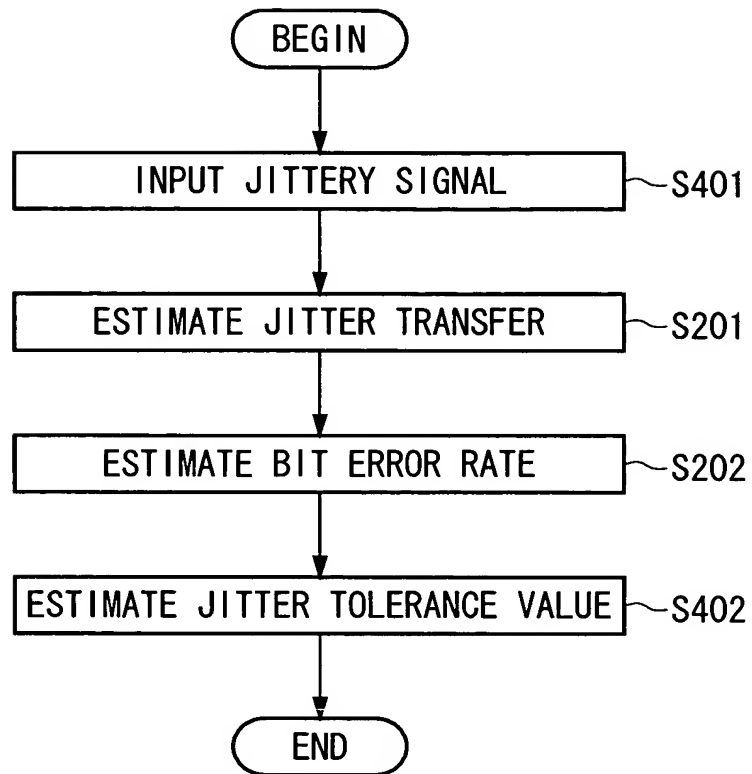 BEGIN
INPUT JITTERY SIGNAL
S401
ESTIMATE JITTER TRANSFER
S201
ESTIMATE BIT ERROR RATE
S202
ESTIMATE JITTER TOLERANCE VALUE
S402
END